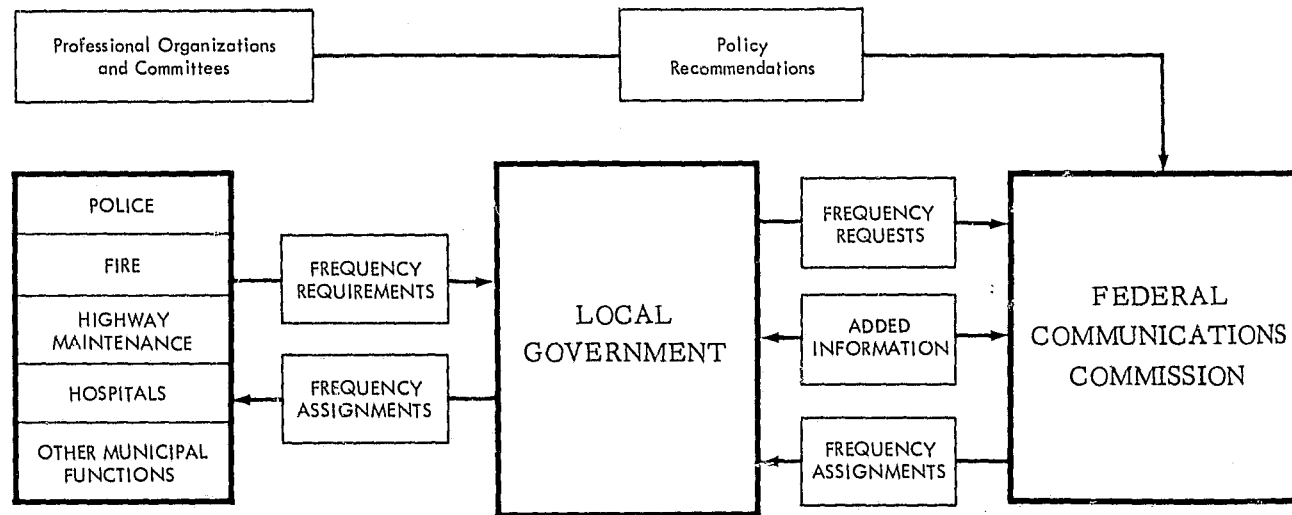 Professional Organizations
and Committees
Policy
Recommendations
POLICE
FIRE
HIGHWAY
MAINTENANCE
HOSPITALS
OTHER MUNICIPAL
FUNCTIONS
FREQUENCY
REQUIREMENTS
FREQUENCY
ASSIGNMENTS
LOCAL
GOVERNMENT
FREQUENCY
REQUESTS
ADDED
INFORMATION
FREQUENCY
ASSIGNMENTS
FEDERAL
COMMUNICATIONS
COMMISSION